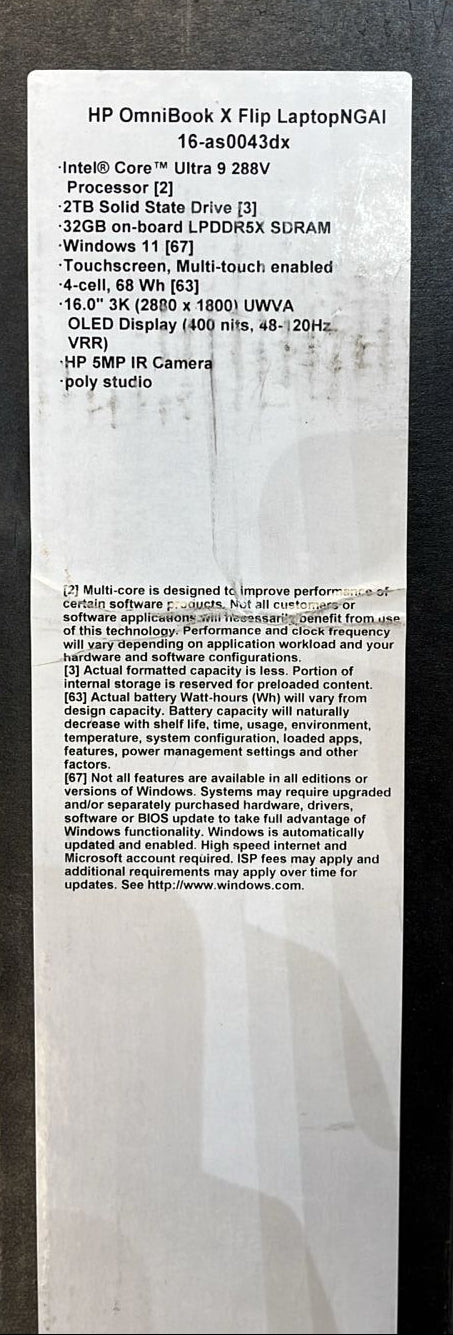 HP OmniBook X Flip LaptopNGAI
16-as0043dx
·Intel® Core™ Ultra 9 288V
Processor [2]
·2TB Solid State Drive [3]
·32GB on-board LPDDR5X SDRAM
·Windows 11 [67]
·Touchscreen, Multi-touch enabled
·4-cell, 68 Wh [63]
·16.0" 3K (2880 x 1800) UWVA
OLED Display (400 nits, 48-120Hz
VRR)
·HP 5MP IR Camera
·poly studio
[2] Multi-core is designed to improve performance of
certain software products. Not all customers or
software applications will necessarily benefit from use
of this technology. Performance and clock frequency
will vary depending on application workload and your
hardware and software configurations.
[3] Actual formatted capacity is less. Portion of
internal storage is reserved for preloaded content.
[63] Actual battery Watt-hours (Wh) will vary from
design capacity. Battery capacity will naturally
decrease with shelf life, time, usage, environment,
temperature, system configuration, loaded apps,
features, power management settings and other
factors.
[67] Not all features are available in all editions or
versions of Windows. Systems may require upgraded
and/or separately purchased hardware, drivers,
software or BIOS update to take full advantage of
Windows functionality. Windows is automatically
updated and enabled. High speed internet and
Microsoft account required. ISP fees may apply and
additional requirements may apply over time for
updates. See http://www.windows.com.